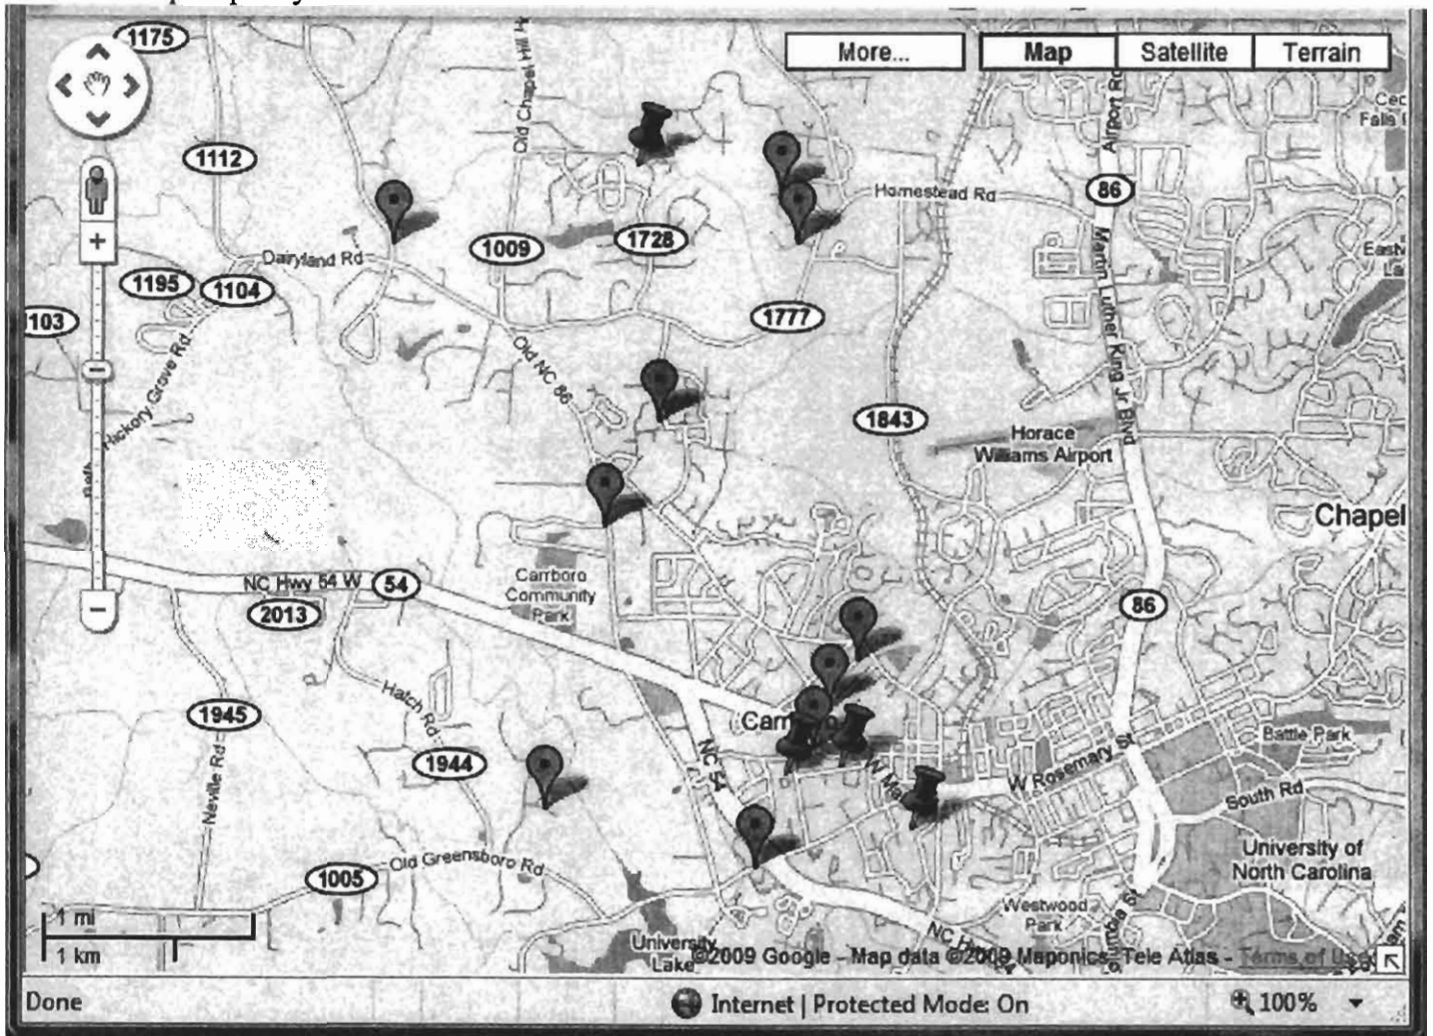 1175
More...
Map
Satellite
Terrain
Old Chapel Hill
Airport Rd
Falls
1112
Homestead Rd
86
1009
1728
Dairyland Rd
1195
1104
103
1777
Martin Luther King Jr Blvd
Hickory Grove Rd
Old NC 86
1843
Horace
Williams Airport
Chapel
NC Hwy 54 W
54
2013
Carrboro
Community
Park
86
1945
Hatch Rd
NC 54
W Rosemary St
Battle Park
1944
South Rd
Neville Rd
University of
North Carolina
1005
Old Greensboro Rd
1 mi
1 km
Westwood
Park
University
Lake
©2009 Google - Map data ©2009 Maponics, Tele Atlas - Terms of Use
Done
Internet | Protected Mode: On
100%